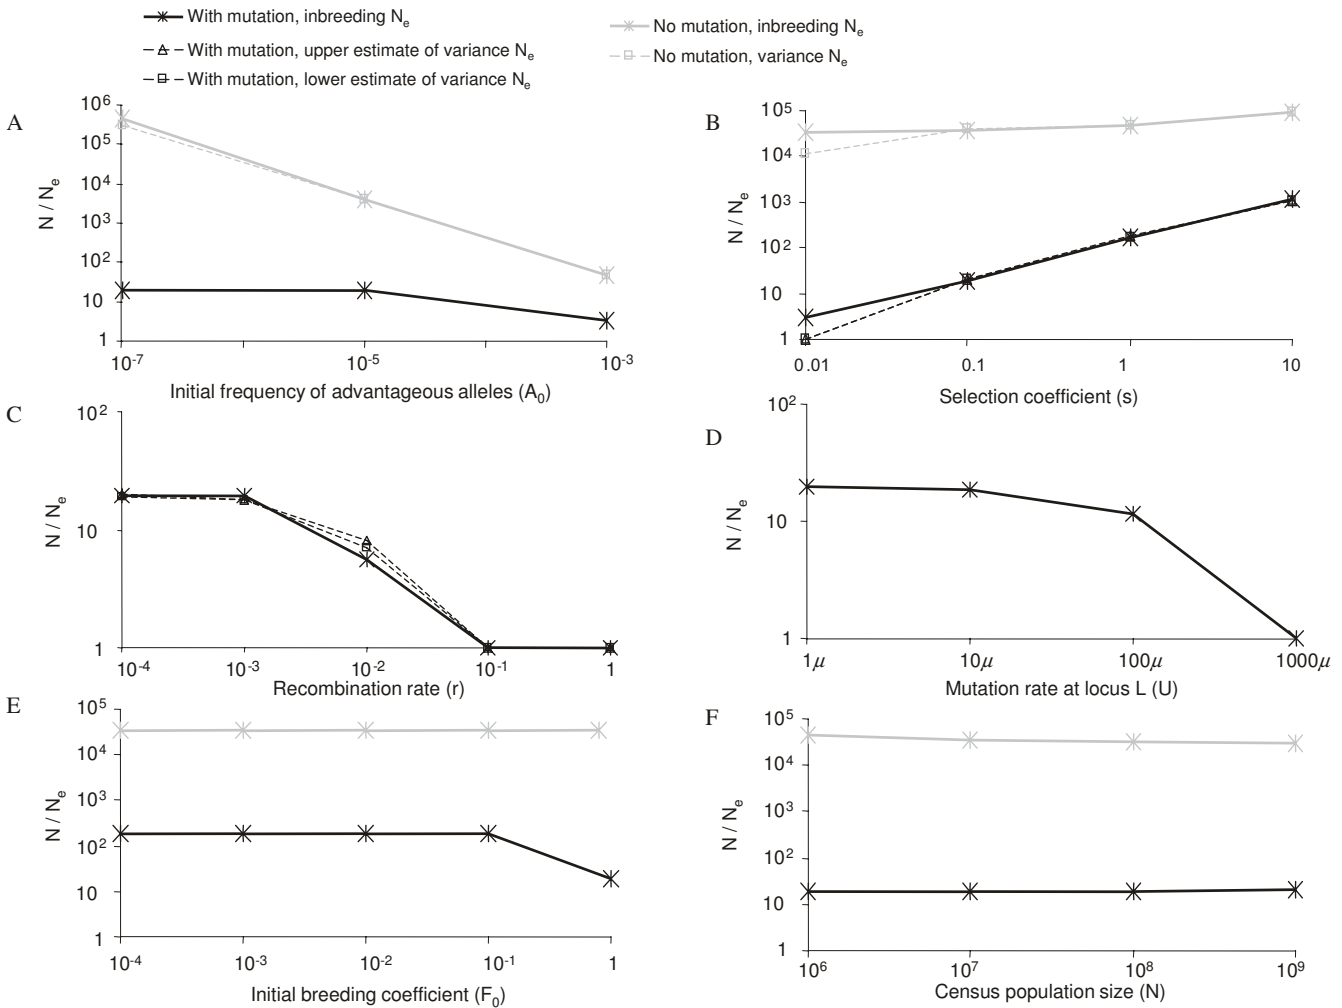 With mutation, inbreeding Ne
With mutation, upper estimate of variance Ne
With mutation, lower estimate of variance Ne
No mutation, inbreeding Ne
No mutation, variance Ne
A
N / Ne
10^6
10^5
10^4
10^3
10^2
10
1
10^-7 10^-5 10^-3
Initial frequency of advantageous alleles (A0)
B
N / Ne
10^5
10^4
10^3
10^2
10
1
0.01 0.1 1 10
Selection coefficient (s)
C
N / Ne
10^2
10
1
10^-4 10^-3 10^-2 10^-1 1
Recombination rate (r)
D
N / Ne
10^2
10
1
1μ 10μ 100μ 1000μ
Mutation rate at locus L (U)
E
N / Ne
10^5
10^4
10^3
10^2
10
1
10^-4 10^-3 10^-2 10^-1 1
Initial breeding coefficient (F0)
F
N / Ne
10^5
10^4
10^3
10^2
10
1
10^6 10^7 10^8 10^9
Census population size (N)